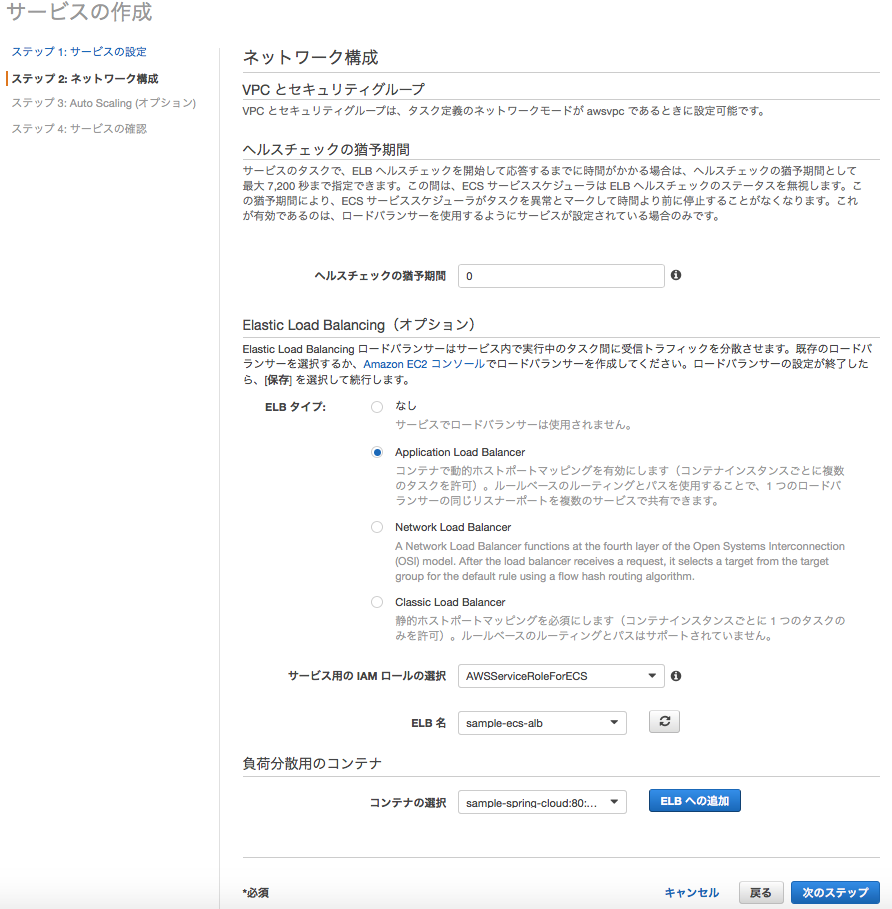 サービスの作成
ステップ 1: サービスの設定
ステップ 2: ネットワーク構成
ステップ 3: Auto Scaling (オプション)
ステップ 4: サービスの確認
ネットワーク構成
VPC とセキュリティグループ
VPC とセキュリティグループは、タスク定義のネットワークモードが awsvpc であるときに設定可能です。
ヘルスチェックの猶予期間
サービスのタスクで、ELB ヘルスチェックを開始して応答するまでに時間がかかる場合は、ヘルスチェックの猶予期間として
最大 7,200 秒まで指定できます。この間は、ECS サービススケジューラは ELB ヘルスチェックのステータスを無視します。こ
の猶予期間により、ECS サービススケジューラがタスクを異常とマークして時間より前に停止することがなくなります。これ
が有効であるのは、ロードバランサーを使用するようにサービスが設定されている場合のみです。
ヘルスチェックの猶予期間 0
Elastic Load Balancing（オプション）
Elastic Load Balancing ロードバランサーはサービス内で実行中のタスク間に受信トラフィックを分散させます。既存のロードバ
ランサーを選択するか、Amazon EC2 コンソールでロードバランサーを作成してください。ロードバランサーの設定が終了した
ら、[保存] を選択して続行します。
ELB タイプ: なし
サービスでロードバランサーは使用されません。
Application Load Balancer
コンテナで動的ホストポートマッピングを有効にします（コンテナインスタンスごとに複数
のタスクを許可）。ルールベースのルーティングとパスを使用することで、1 つのロードバ
ランサーの同じリスナーポートを複数のサービスで共有できます。
Network Load Balancer
A Network Load Balancer functions at the fourth layer of the Open Systems Interconnection
(OSI) model. After the load balancer receives a request, it selects a target from the target
group for the default rule using a flow hash routing algorithm.
Classic Load Balancer
静的ホストポートマッピングを必須にします（コンテナインスタンスごとに 1 つのタスクの
みを許可）。ルールベースのルーティングとパスはサポートされていません。
サービス用の IAM ロールの選択 AWSServiceRoleForECS
ELB 名 sample-ecs-alb
負荷分散用のコンテナ
コンテナの選択 sample-spring-cloud:80:... ELB への追加
*必須 キャンセル 戻る 次のステップ